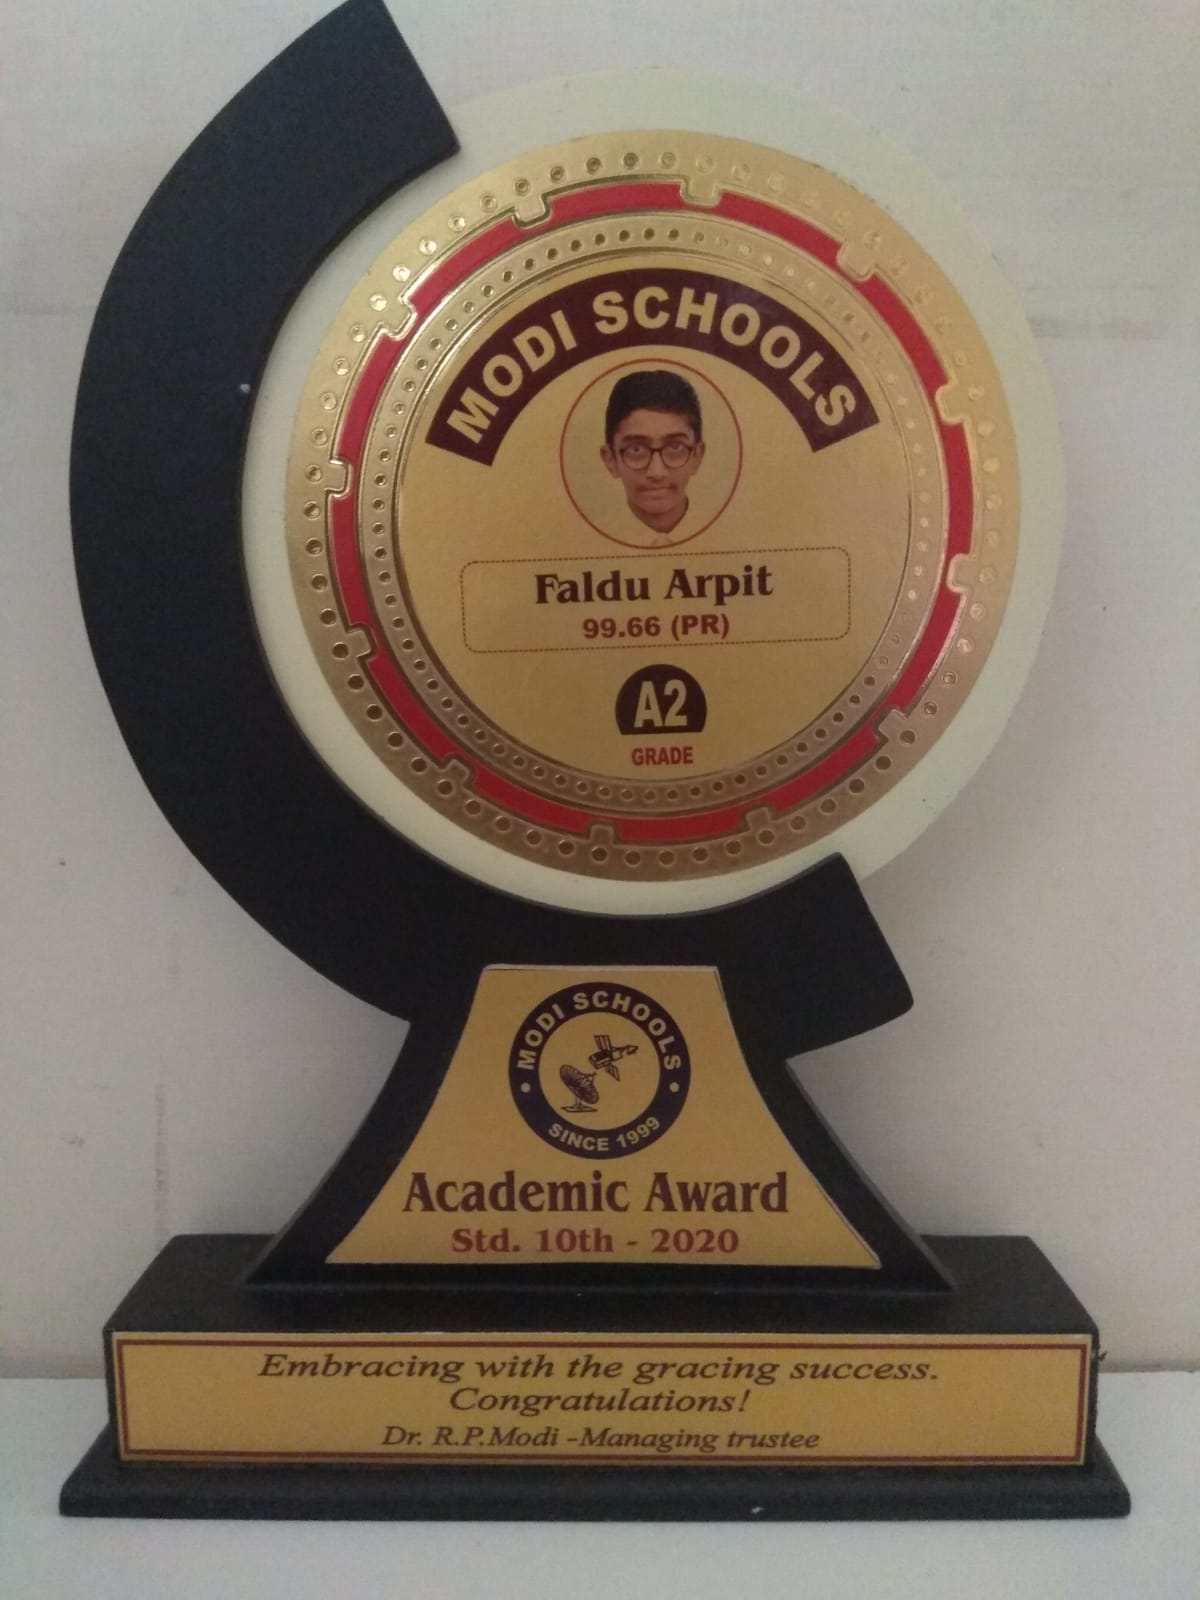 MODI SCHOOLS
Faldu Arpit
99.66 (PR)
A2
GRADE
MODI SCHOOLS
SINCE 1999
Academic Award
Std. 10th - 2020
Embracing with the gracing success.
Congratulations!
Dr. R.P.Modi -Managing trustee